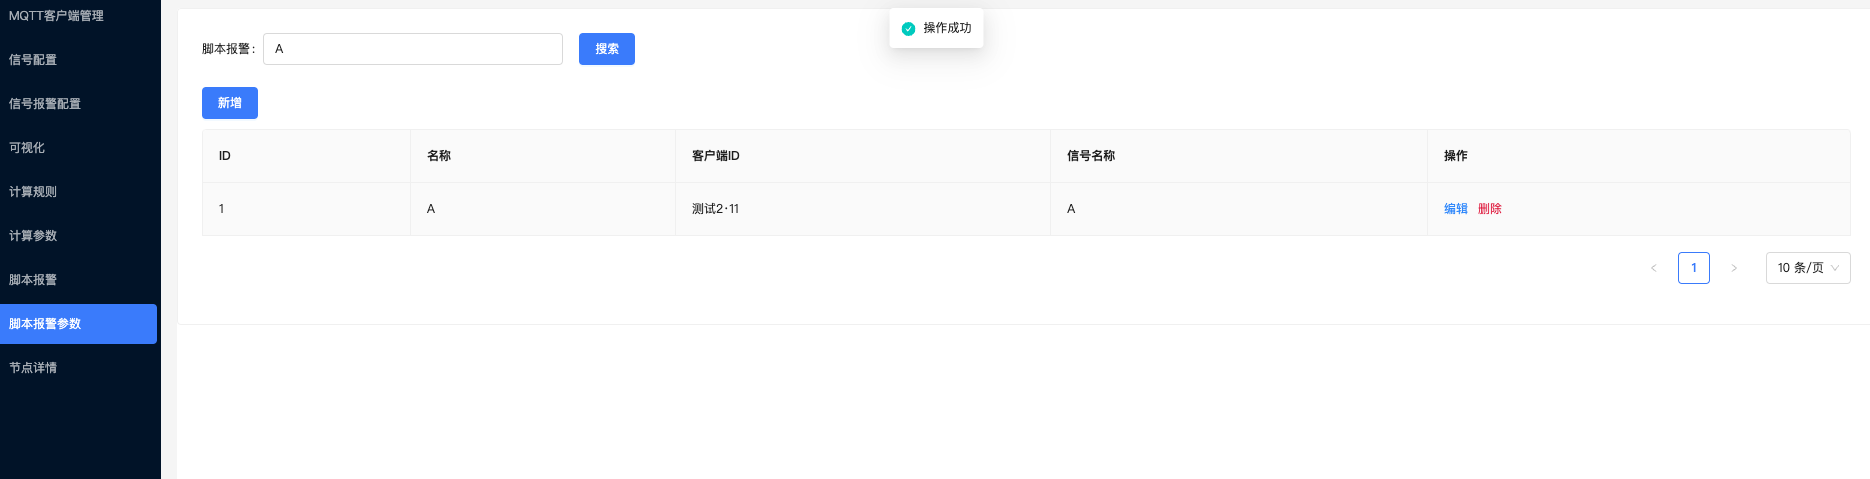 MQTT客户端管理
信号配置
信号报警配置
可视化
计算规则
计算参数
脚本报警
脚本报警参数
节点详情
操作成功
脚本报警： A 搜索
新增
ID 名称 客户端ID 信号名称 操作
1 A 测试2·11 A 编辑 删除
< 1 > 10 条/页